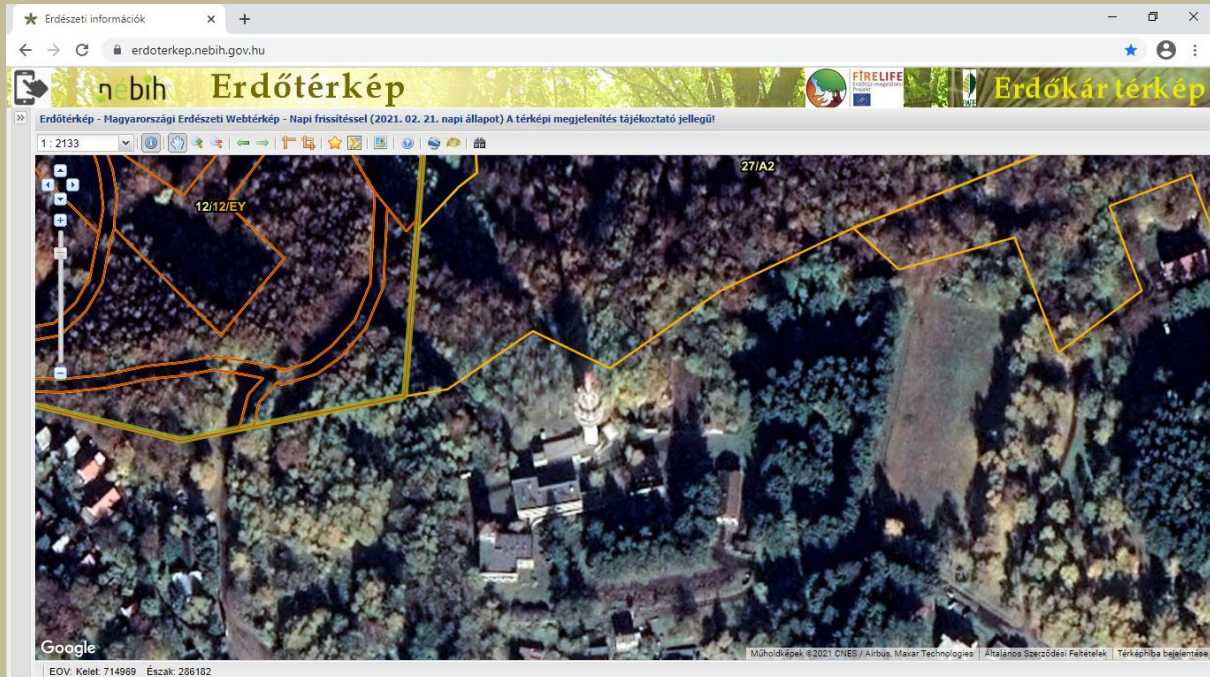 Erdészeti információk
erdoterkep.nebih.gov.hu
nébih Erdőtérkép FIRELIFE Erdőkár térkép
Erdőtérkép - Magyarországi Erdészeti Webtérkép - Napi frissítéssel (2021. 02. 21. napi állapot) A térképi megjelenítés tájékoztató jellegű!
1 : 2133
27/A2
12/12/EY
Google
Műholdképek ©2021 CNES / Airbus, Maxar Technologies Általános Szerződési Feltételek Térképhiba bejelentése
EOV: Kelet: 714969 Észak: 286182